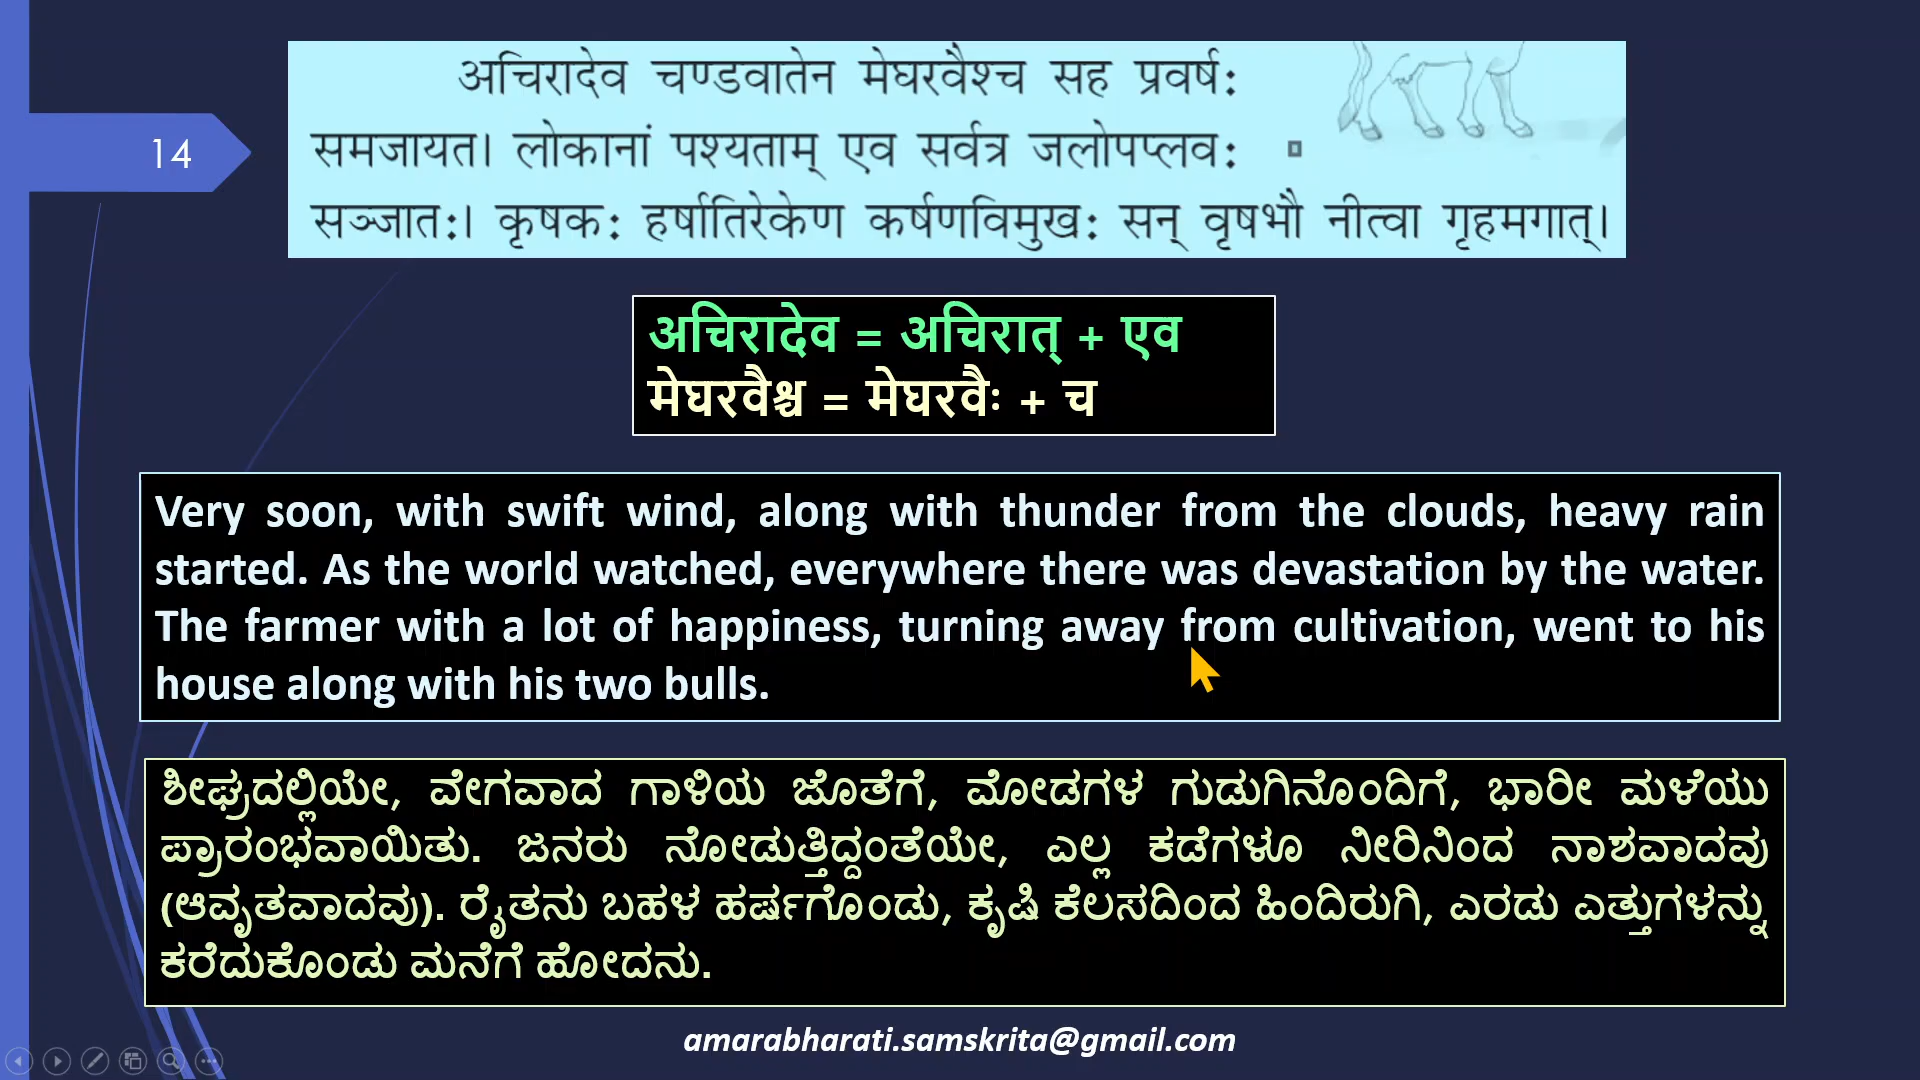 अचिरादेव चण्डवातेन मेघरवैश्च सह प्रवर्षः
14
समजायत। लोकानां पश्यताम् एव सर्वत्र जलोपप्लवः
सञ्जातः। कृषकः हर्षातिरेकेण कर्षणविमुखः सन् वृषभौ नीत्वा गृहमगात्।
अचिरादेव = अचिरात् + एव
मेघरवैश्च = मेघरवैः + च
Very soon, with swift wind, along with thunder from the clouds, heavy rain
started. As the world watched, everywhere there was devastation by the water.
The farmer with a lot of happiness, turning away from cultivation, went to his
house along with his two bulls.
ಶೀಘ್ರದಲ್ಲಿಯೇ, ವೇಗವಾದ ಗಾಳಿಯ ಜೊತೆಗೆ, ಮೋಡಗಳ ಗುಡುಗಿನೊಂದಿಗೆ, ಭಾರೀ ಮಳೆಯು
ಪ್ರಾರಂಭವಾಯಿತು. ಜನರು ನೋಡುತ್ತಿದ್ದಂತೆಯೇ, ಎಲ್ಲ ಕಡೆಗಳೂ ನೀರಿನಿಂದ ನಾಶವಾದವು
(ಆವೃತವಾದವು). ರೈತನು ಬಹಳ ಹರ್ಷಗೊಂಡು, ಕೃಷಿ ಕೆಲಸದಿಂದ ಹಿಂದಿರುಗಿ, ಎರಡು ಎತ್ತುಗಳನ್ನು
ಕರೆದುಕೊಂಡು ಮನೆಗೆ ಹೋದನು.
amarabharati.samskrita@gmail.com